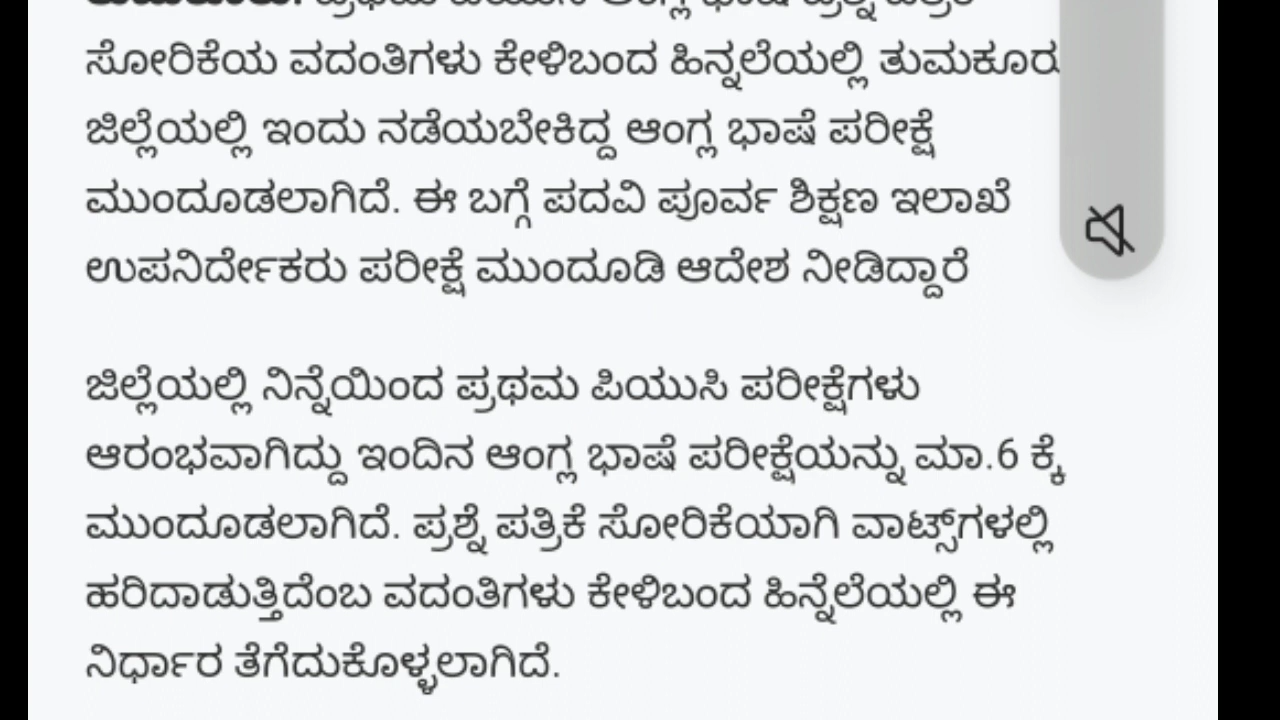 ಸೋರಿಕೆಯ ವದಂತಿಗಳು ಕೇಳಿಬಂದ ಹಿನ್ನಲೆಯಲ್ಲಿ ತುಮಕೂರು
ಜಿಲ್ಲೆಯಲ್ಲಿ ಇಂದು ನಡೆಯಬೇಕಿದ್ದ ಆಂಗ್ಲ ಭಾಷೆ ಪರೀಕ್ಷೆ
ಮುಂದೂಡಲಾಗಿದೆ. ಈ ಬಗ್ಗೆ ಪದವಿ ಪೂರ್ವ ಶಿಕ್ಷಣ ಇಲಾಖೆ
ಉಪನಿರ್ದೇಕರು ಪರೀಕ್ಷೆ ಮುಂದೂಡಿ ಆದೇಶ ನೀಡಿದ್ದಾರೆ
ಜಿಲ್ಲೆಯಲ್ಲಿ ನಿನ್ನೆಯಿಂದ ಪ್ರಥಮ ಪಿಯುಸಿ ಪರೀಕ್ಷೆಗಳು
ಆರಂಭವಾಗಿದ್ದು ಇಂದಿನ ಆಂಗ್ಲ ಭಾಷೆ ಪರೀಕ್ಷೆಯನ್ನು ಮಾ.6 ಕ್ಕೆ
ಮುಂದೂಡಲಾಗಿದೆ. ಪ್ರಶ್ನೆ ಪತ್ರಿಕೆ ಸೋರಿಕೆಯಾಗಿ ವಾಟ್ಸ್‌ಗಳಲ್ಲಿ
ಹರಿದಾಡುತ್ತಿದೆಂಬ ವದಂತಿಗಳು ಕೇಳಿಬಂದ ಹಿನ್ನೆಲೆಯಲ್ಲಿ ಈ
ನಿರ್ಧಾರ ತೆಗೆದುಕೊಳ್ಳಲಾಗಿದೆ.